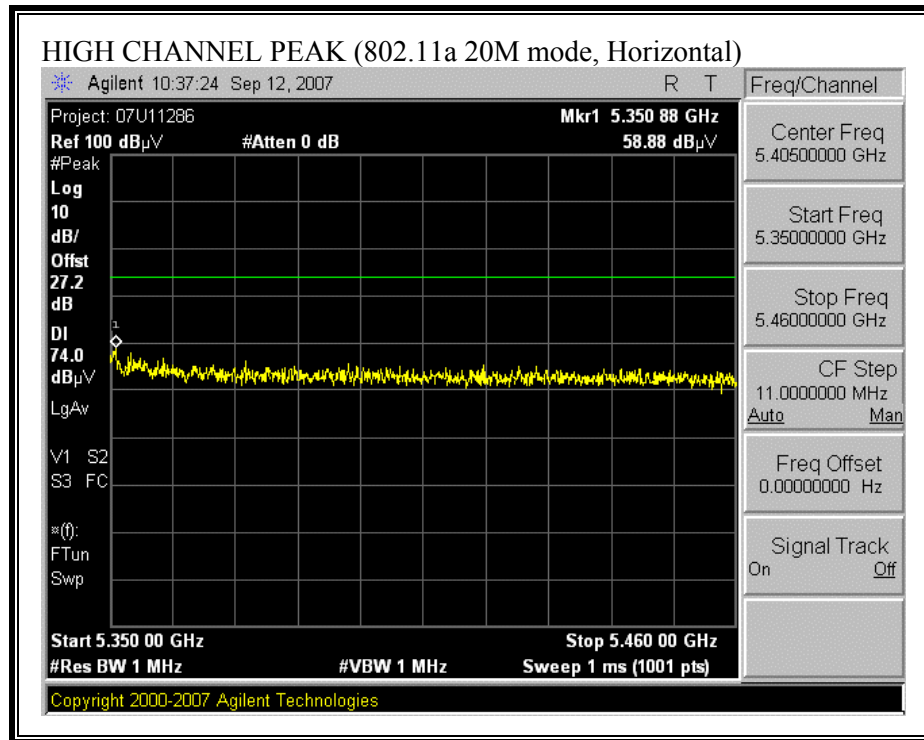 HIGH CHANNEL PEAK (802.11a 20M mode, Horizontal)
Agilent 10:37:24 Sep 12, 2007 R T
Project: 07U11286 Mkr1 5.350 88 GHz
Ref 100 dBµV #Atten 0 dB 58.88 dBµV
#Peak
Log
10
dB/
Offst
27.2
dB
DI
74.0
dBµV
LgAv
V1 S2
S3 FC
¤(f):
FTun
Swp
1
Start 5.350 00 GHz Stop 5.460 00 GHz
#Res BW 1 MHz #VBW 1 MHz Sweep 1 ms (1001 pts)
Copyright 2000-2007 Agilent Technologies
Freq/Channel
Center Freq
5.40500000 GHz
Start Freq
5.35000000 GHz
Stop Freq
5.46000000 GHz
CF Step
11.0000000 MHz
Auto Man
Freq Offset
0.00000000 Hz
Signal Track
On Off